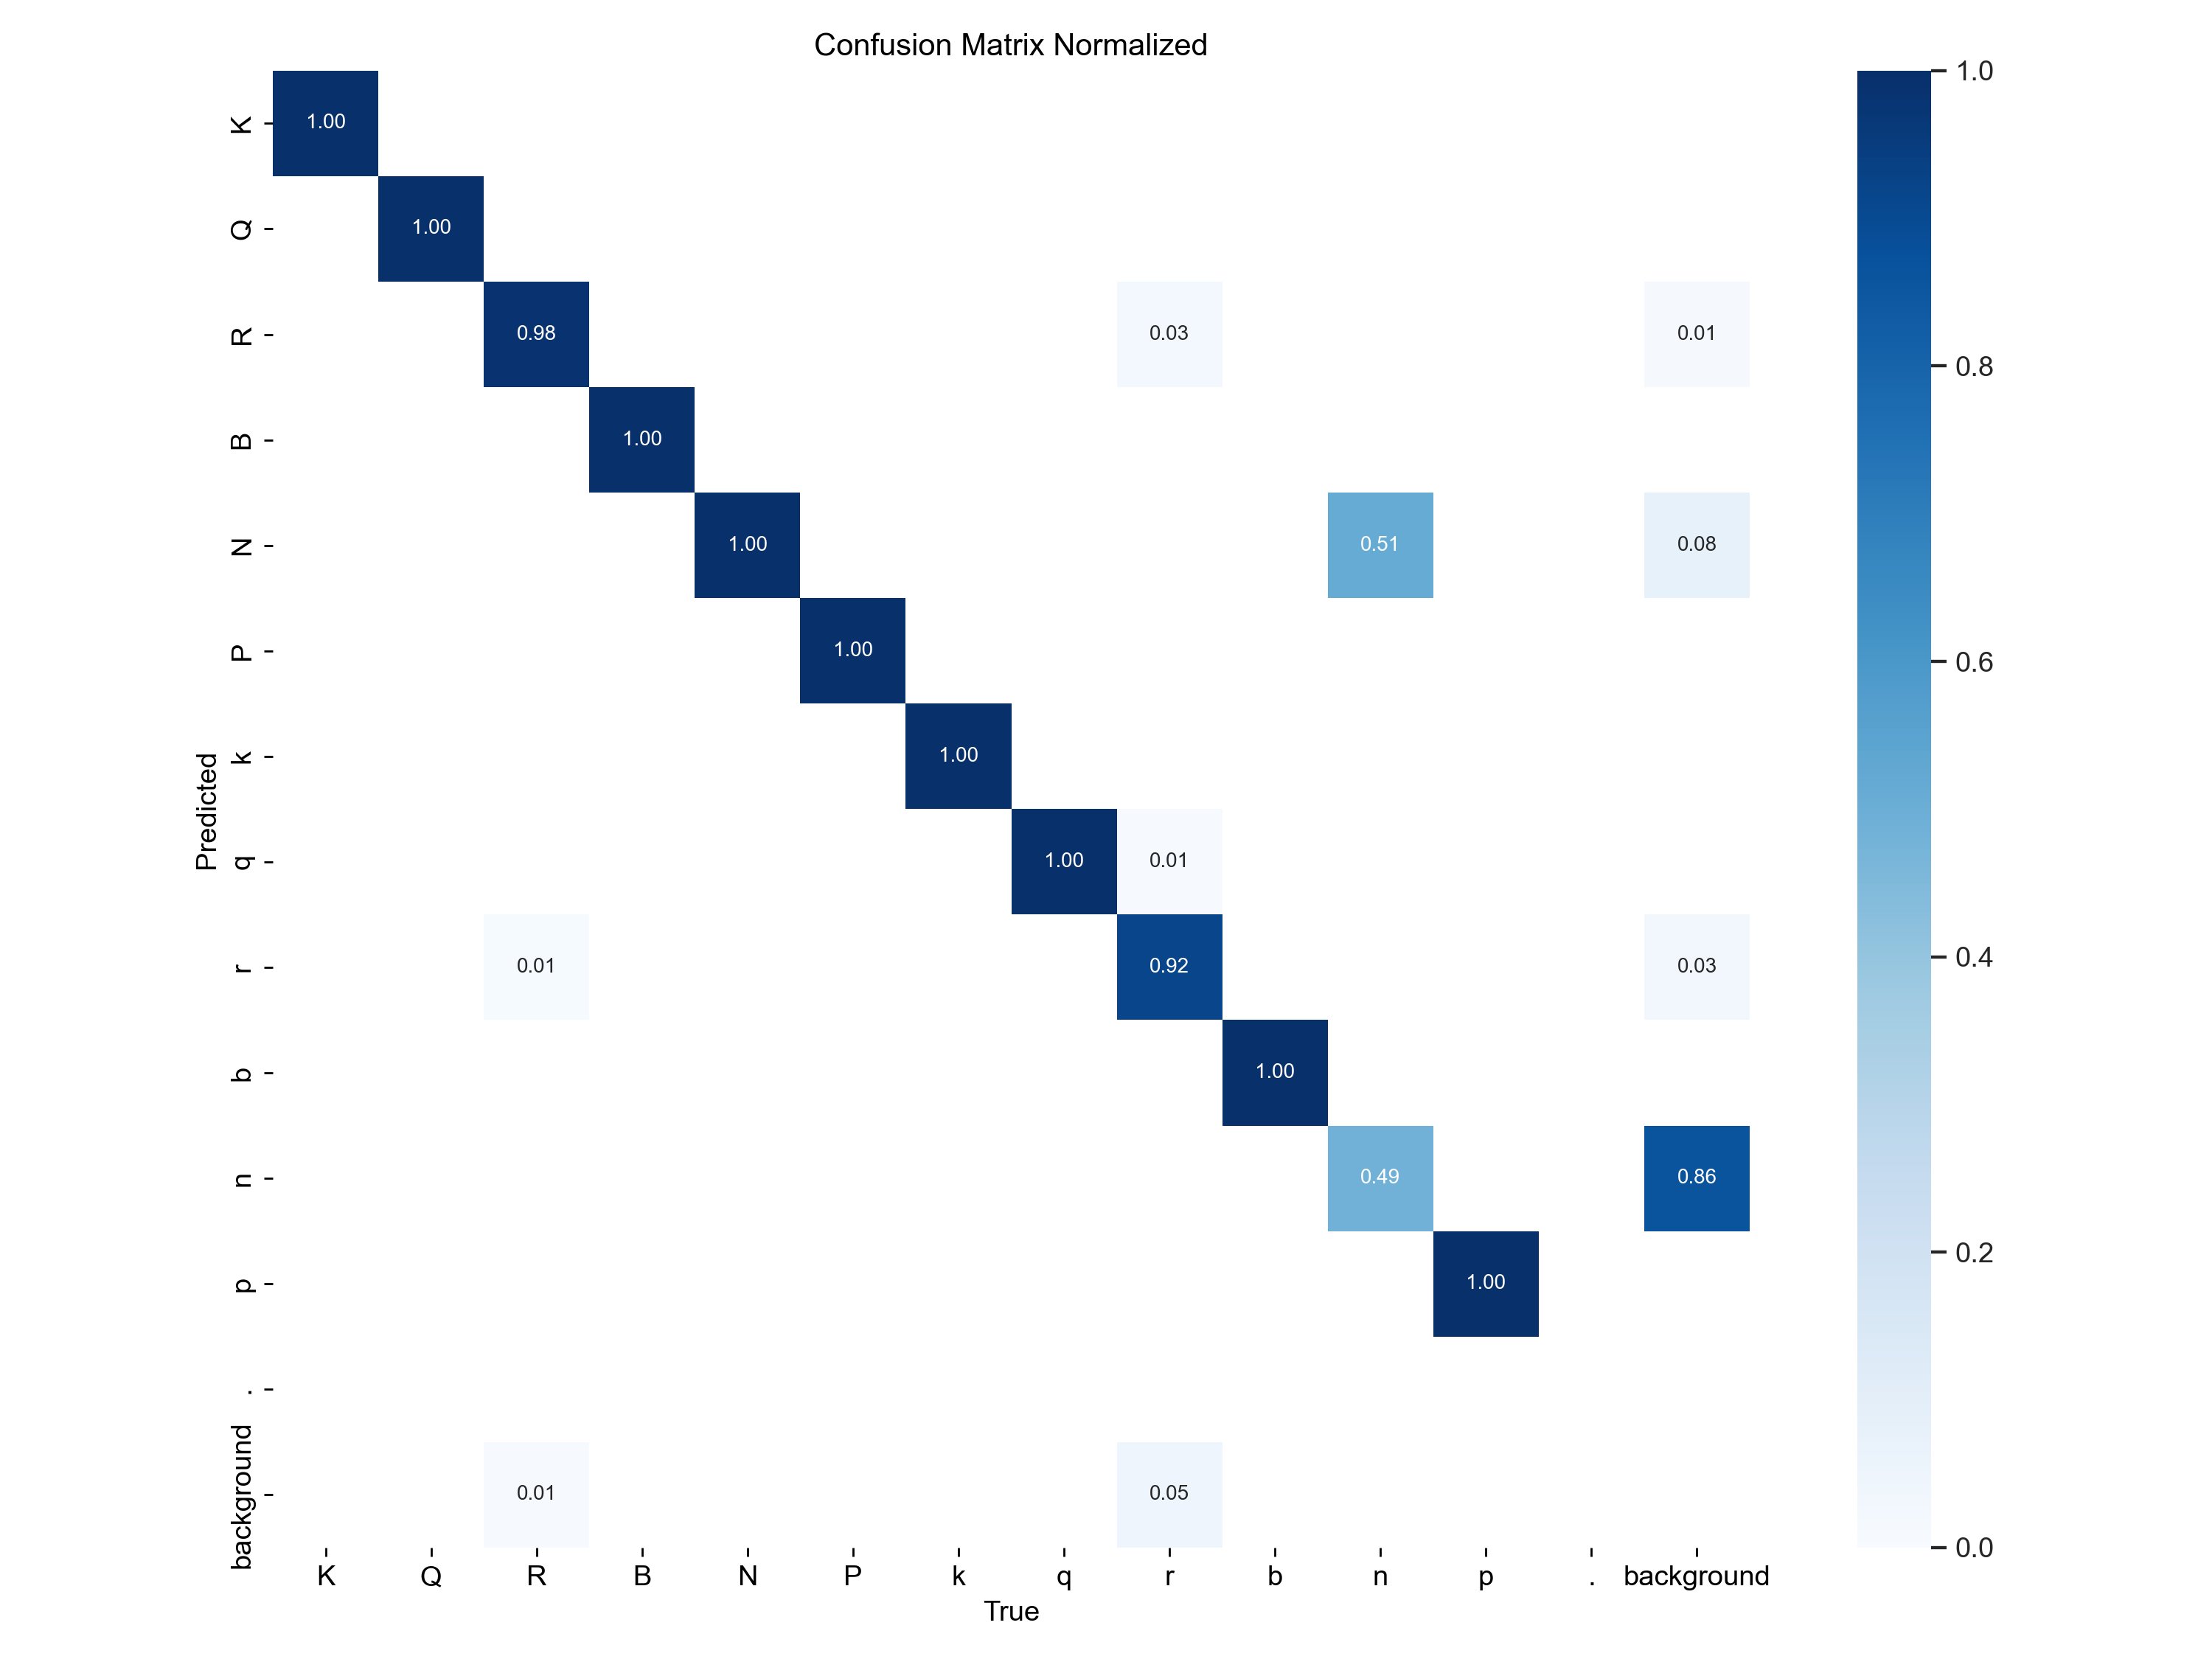 Confusion Matrix Normalized
K 1.00
Q 1.00
R 0.98 0.03 0.01
B 1.00
N 1.00 0.51 0.08
P 1.00
k 1.00
q 1.00 0.01
r 0.01 0.92 0.03
b 1.00
n 0.49 0.86
p 1.00
.
background 0.01 0.05
Predicted
K Q R B N P k q r b n p . background
True
1.0
0.8
0.6
0.4
0.2
0.0